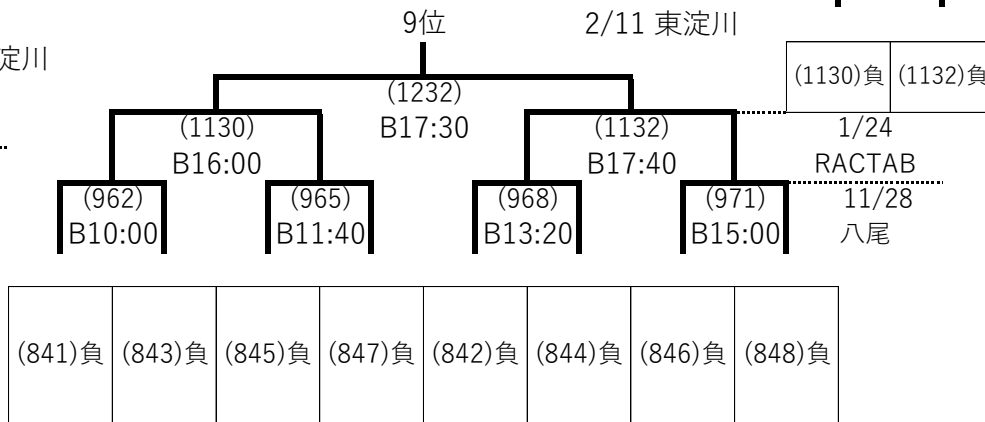 9位
2/11 東淀川
淀川
(1130)負 (1132)負
(1232)
B17:30
(1130)
B16:00
(1132)
B17:40
1/24
RACTAB
(962)
B10:00
(965)
B11:40
(968)
B13:20
(971)
B15:00
11/28
八尾
(841)負 (843)負 (845)負 (847)負 (842)負 (844)負 (846)負 (848)負